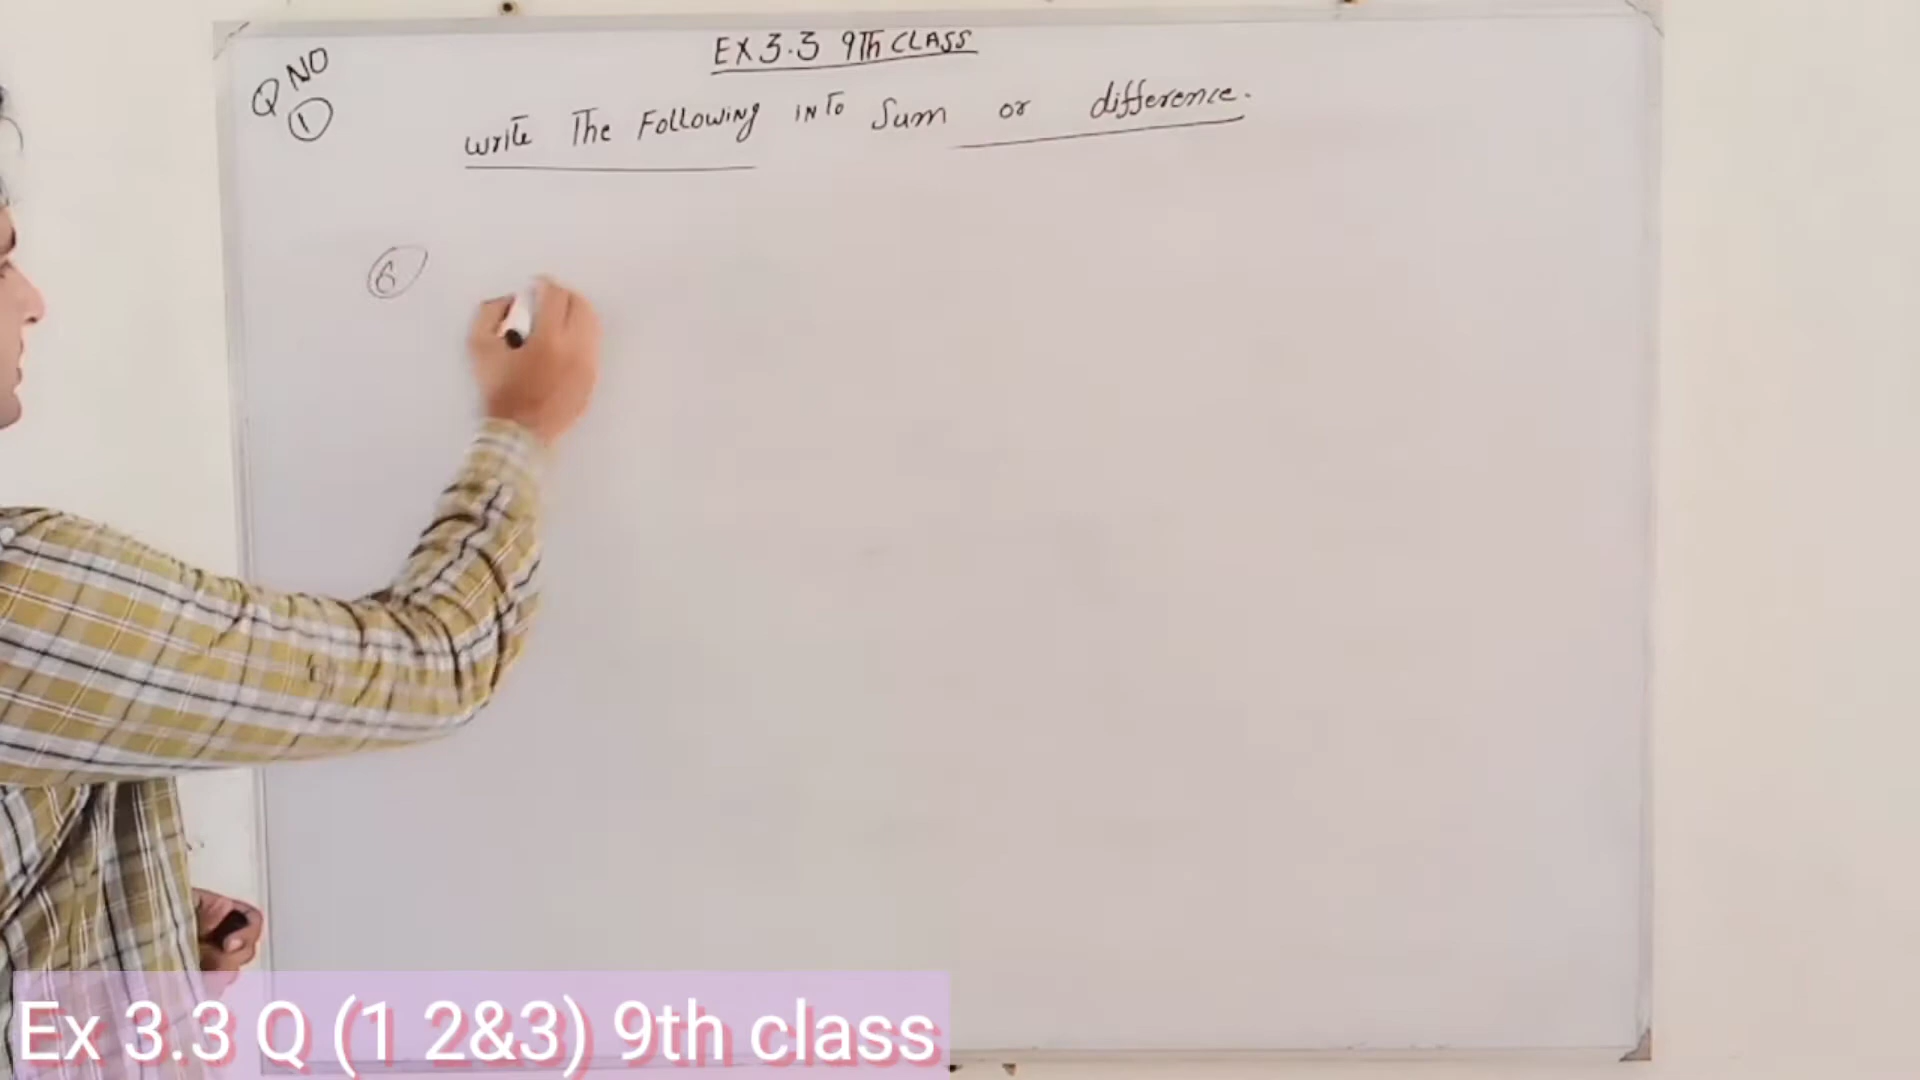 EX 3.3 9Th CLASS
Q NO
1
write The Following INTO Sum or difference.
6
Ex 3.3 Q (1 2&3) 9th class